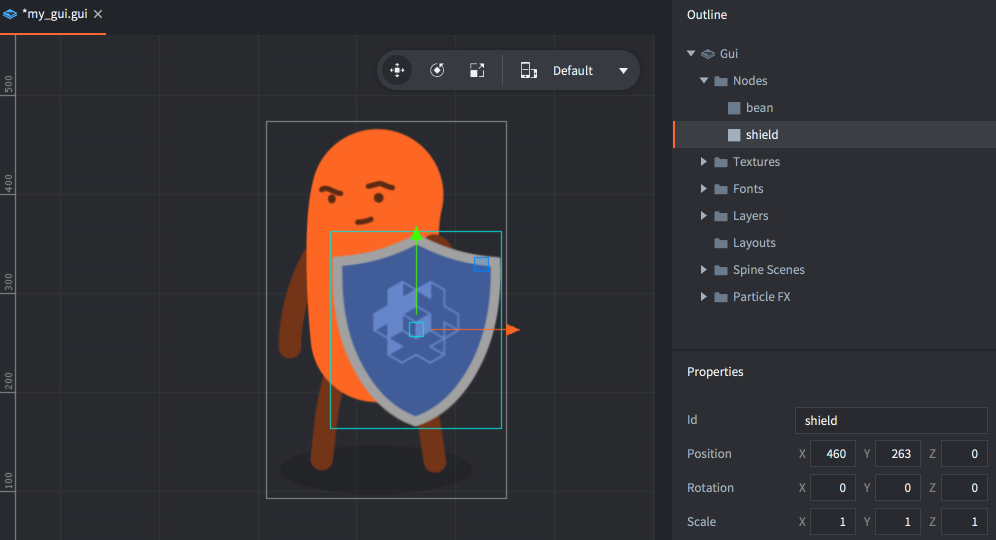 *my_gui.gui
Default
500
400
300
200
100
Outline
Gui
Nodes
bean
shield
Textures
Fonts
Layers
Layouts
Spine Scenes
Particle FX
Properties
Id shield
Position X 460 Y 263 Z 0
Rotation X 0 Y 0 Z 0
Scale X 1 Y 1 Z 1